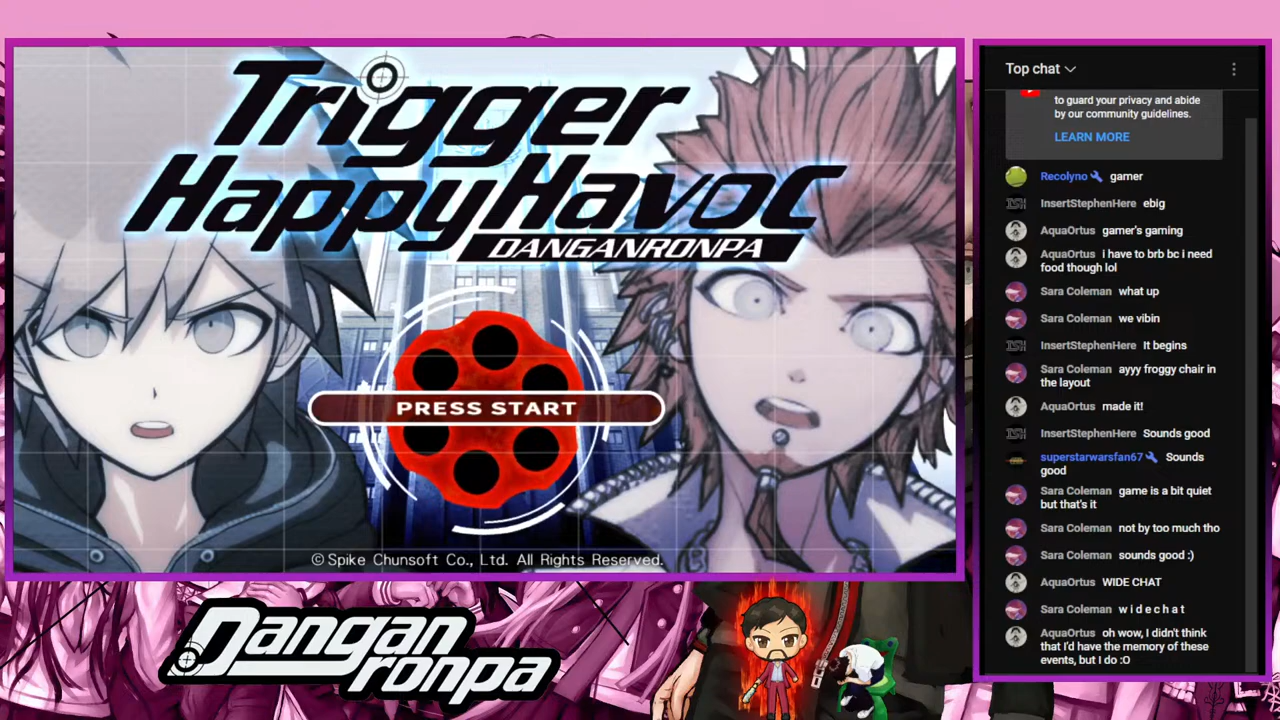 Trigger
HappyHavoc
DANGANRONPA
PRESS START
© Spike Chunsoft Co., Ltd. All Rights Reserved.
Dangan
ronpa
Top chat
to guard your privacy and abide
by our community guidelines.
LEARN MORE
Recolyno gamer
InsertStephenHere ebig
AquaOrtus gamer's gaming
AquaOrtus i have to brb bc i need
food though lol
Sara Coleman what up
Sara Coleman we vibin
InsertStephenHere It begins
Sara Coleman ayyy froggy chair in
the layout
AquaOrtus made it!
InsertStephenHere Sounds good
superstarwarsfan67 Sounds
good
Sara Coleman game is a bit quiet
but that's it
Sara Coleman not by too much tho
Sara Coleman sounds good :)
AquaOrtus WIDE CHAT
Sara Coleman w i d e c h a t
AquaOrtus oh wow, I didn't think
that I'd have the memory of these
events, but I do :O